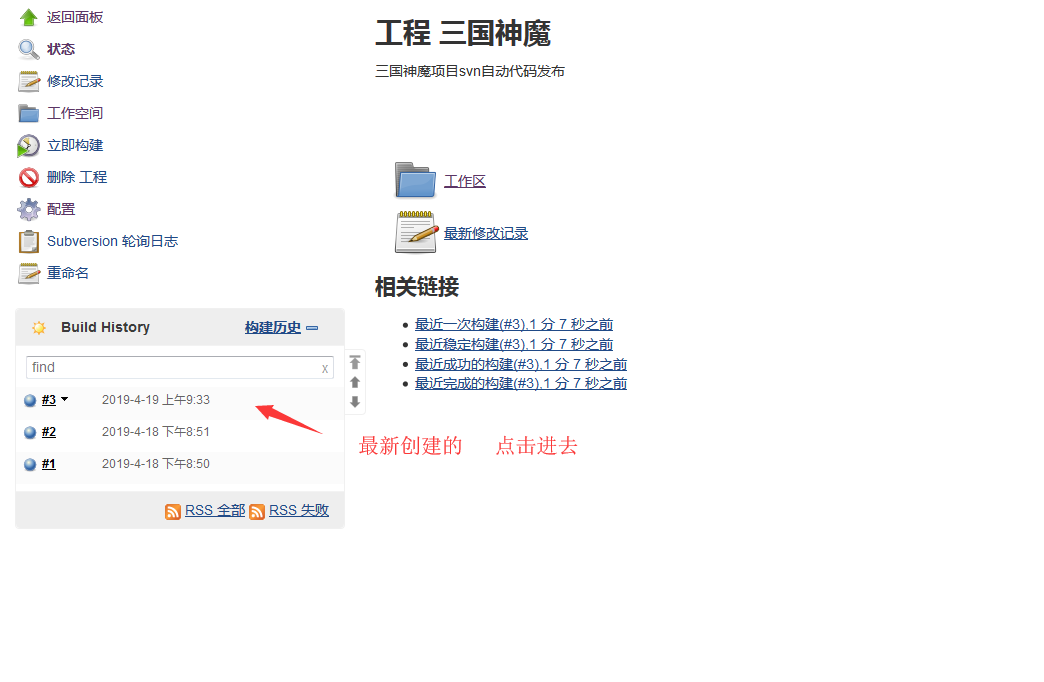 返回面板
状态
修改记录
工作空间
立即构建
删除 工程
配置
Subversion 轮询日志
重命名
Build History 构建历史
find x
#3 2019-4-19 上午9:33
#2 2019-4-18 下午8:51
#1 2019-4-18 下午8:50
RSS 全部 RSS 失败
工程 三国神魔
三国神魔项目svn自动代码发布
工作区
最新修改记录
相关链接
最近一次构建(#3),1 分 7 秒之前
最近稳定构建(#3),1 分 7 秒之前
最近成功的构建(#3),1 分 7 秒之前
最近完成的构建(#3),1 分 7 秒之前
最新创建的 点击进去